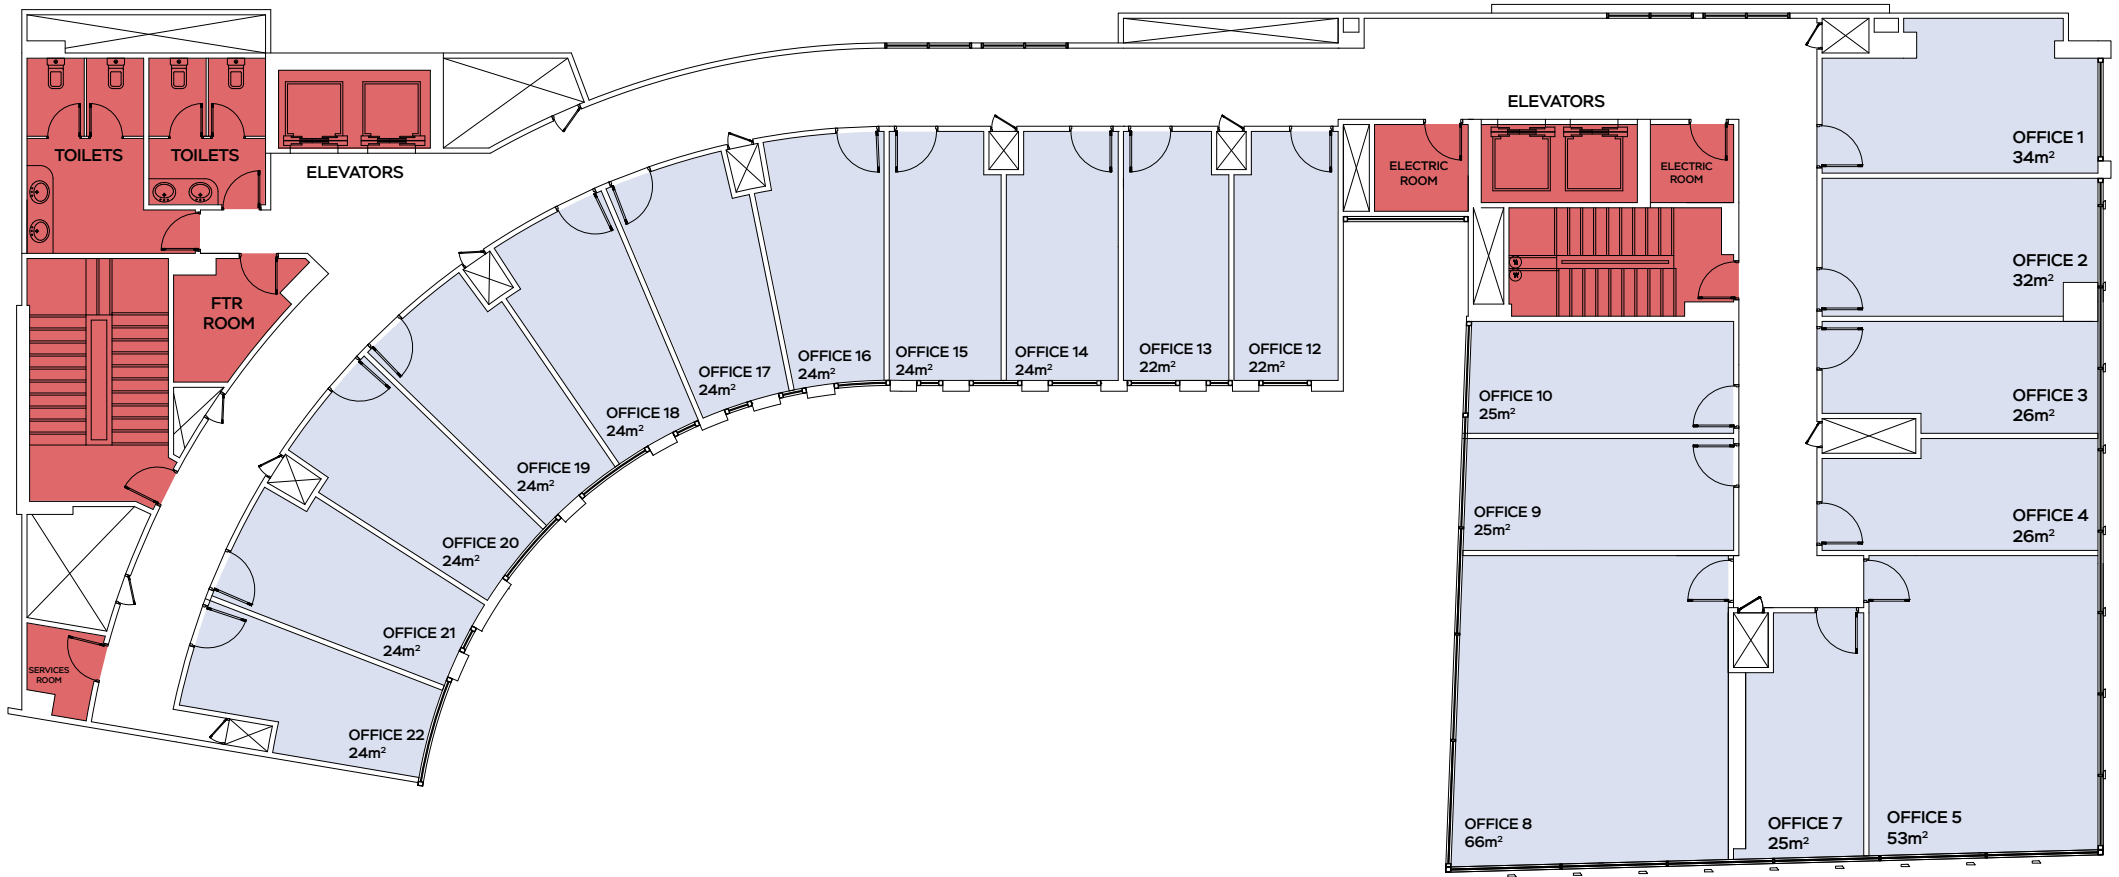 ELEVATORS
OFFICE 1
34m²
TOILETS
TOILETS
ELEVATORS
ELECTRIC
ROOM
ELECTRIC
ROOM
OFFICE 2
32m²
FTR
ROOM
OFFICE 16
24m²
OFFICE 15
24m²
OFFICE 14
24m²
OFFICE 13
22m²
OFFICE 12
22m²
OFFICE 17
24m²
OFFICE 18
24m²
OFFICE 10
25m²
OFFICE 3
26m²
OFFICE 19
24m²
OFFICE 9
25m²
OFFICE 4
26m²
OFFICE 20
24m²
OFFICE 21
24m²
SERVICES
ROOM
OFFICE 22
24m²
OFFICE 8
66m²
OFFICE 7
25m²
OFFICE 5
53m²